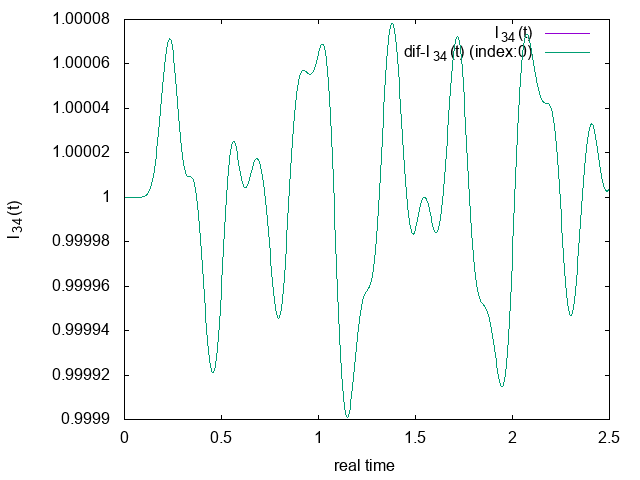 1.00008
1.00006
1.00004
1.00002
1
0.99998
0.99996
0.99994
0.99992
0.9999
I34(t)
I34(t)
dif-I34(t) (index:0)
0 0.5 1 1.5 2 2.5
real time